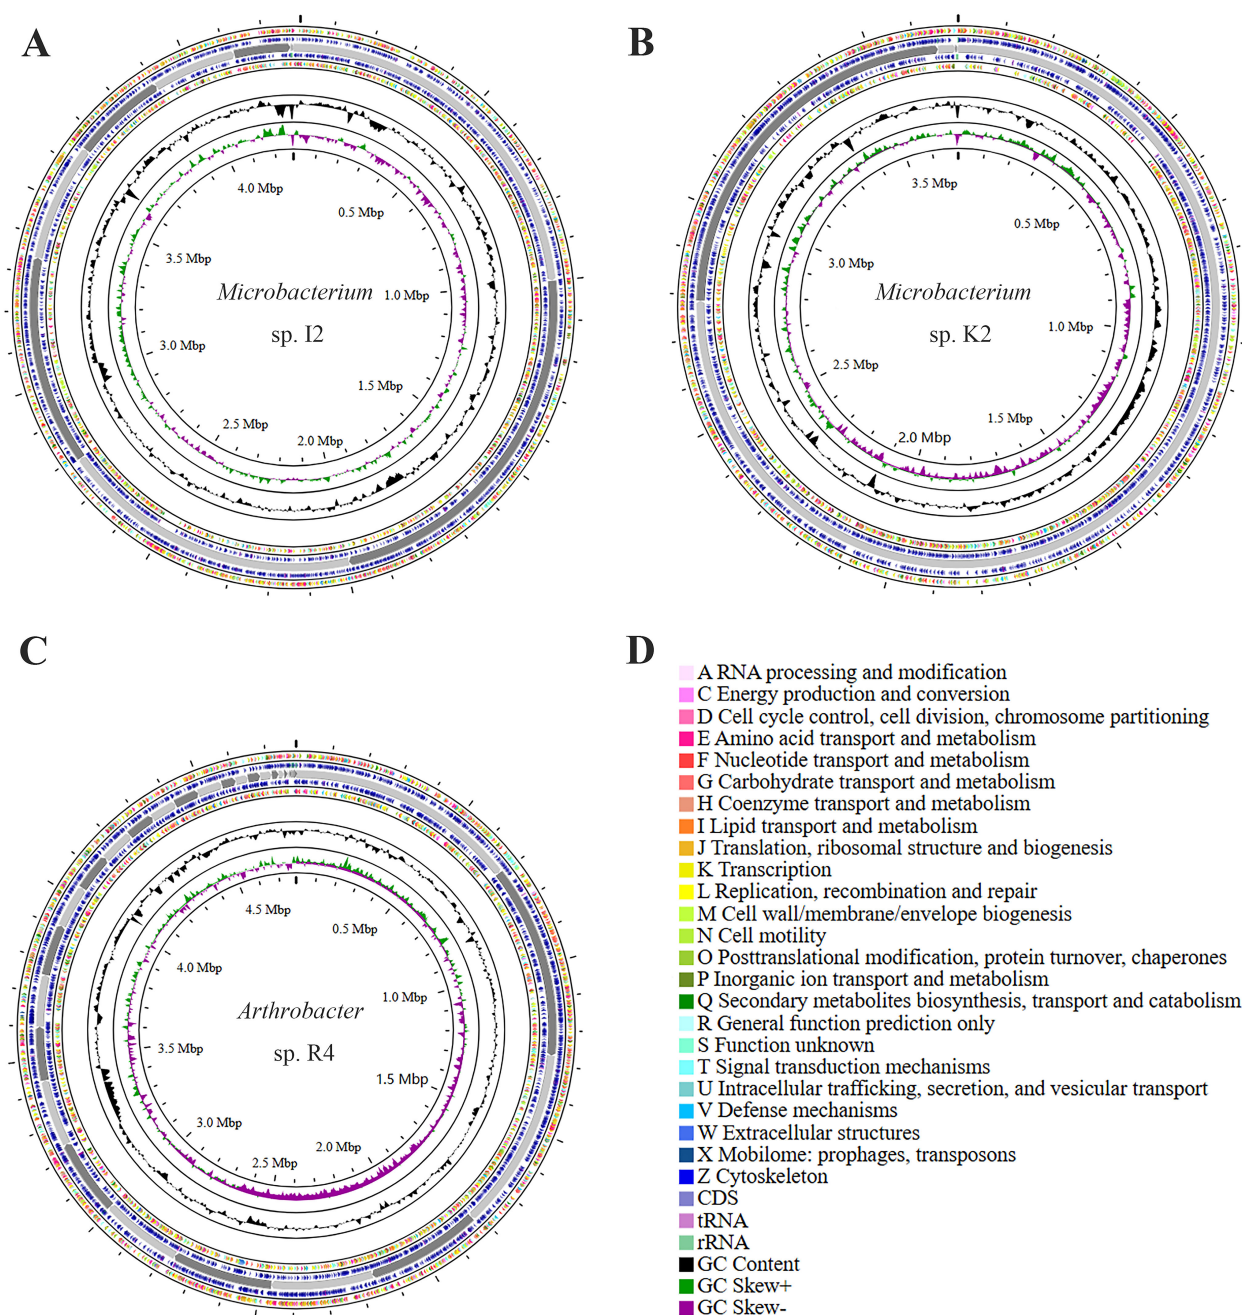 A
B
4.0 Mbp
0.5 Mbp
3.5 Mbp
1.0 Mbp
3.0 Mbp
1.5 Mbp
2.5 Mbp
2.0 Mbp
Microbacterium
sp. I2
3.5 Mbp
0.5 Mbp
3.0 Mbp
1.0 Mbp
2.5 Mbp
1.5 Mbp
2.0 Mbp
Microbacterium
sp. K2
C
D
4.5 Mbp
0.5 Mbp
4.0 Mbp
1.0 Mbp
3.5 Mbp
1.5 Mbp
3.0 Mbp
2.0 Mbp
2.5 Mbp
Arthrobacter
sp. R4
A RNA processing and modification
C Energy production and conversion
D Cell cycle control, cell division, chromosome partitioning
E Amino acid transport and metabolism
F Nucleotide transport and metabolism
G Carbohydrate transport and metabolism
H Coenzyme transport and metabolism
I Lipid transport and metabolism
J Translation, ribosomal structure and biogenesis
K Transcription
L Replication, recombination and repair
M Cell wall/membrane/envelope biogenesis
N Cell motility
O Posttranslational modification, protein turnover, chaperones
P Inorganic ion transport and metabolism
Q Secondary metabolites biosynthesis, transport and catabolism
R General function prediction only
S Function unknown
T Signal transduction mechanisms
U Intracellular trafficking, secretion, and vesicular transport
V Defense mechanisms
W Extracellular structures
X Mobilome: prophages, transposons
Z Cytoskeleton
CDS
tRNA
rRNA
GC Content
GC Skew+
GC Skew-